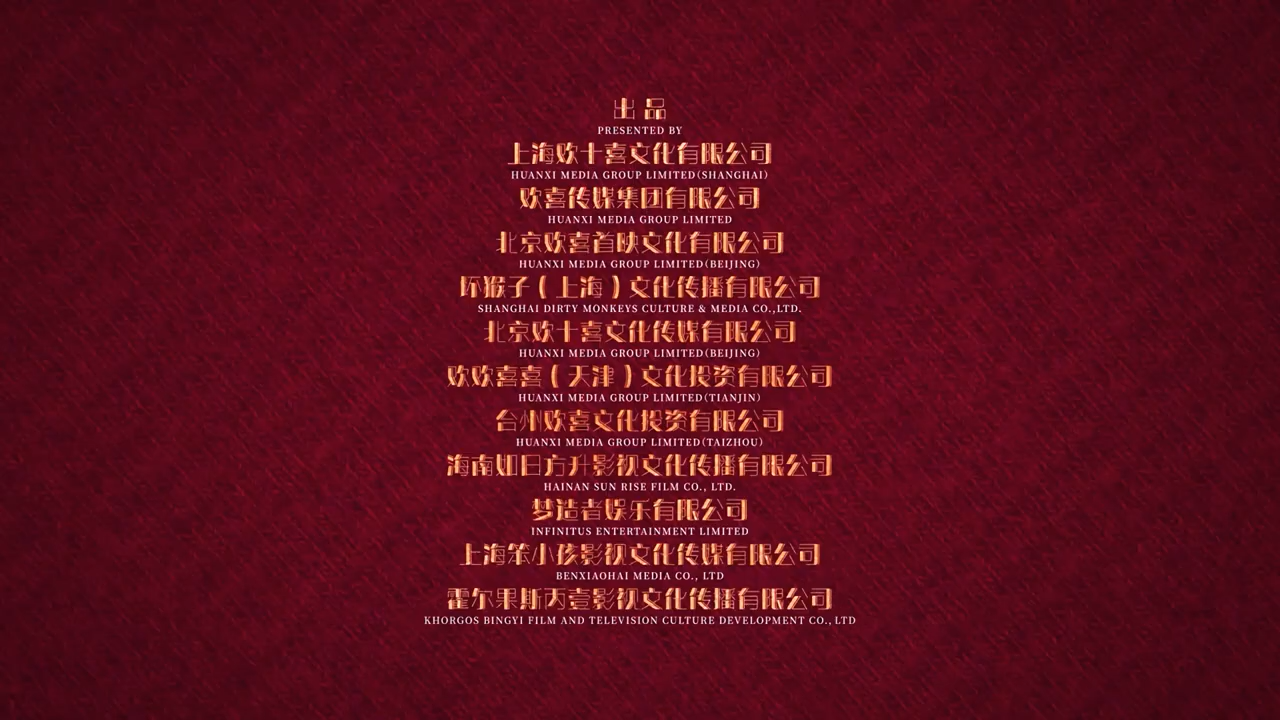 出品
PRESENTED BY
上海欢十喜文化有限公司
HUANXI MEDIA GROUP LIMITED(SHANGHAI)
欢喜传媒集团有限公司
HUANXI MEDIA GROUP LIMITED
北京欢喜首映文化有限公司
HUANXI MEDIA GROUP LIMITED(BEIJING)
坏猴子(上海)文化传播有限公司
SHANGHAI DIRTY MONKEYS CULTURE & MEDIA CO.,LTD.
北京欢十喜文化传媒有限公司
HUANXI MEDIA GROUP LIMITED(BEIJING)
欢欢喜喜(天津)文化投资有限公司
HUANXI MEDIA GROUP LIMITED(TIANJIN)
台州欢喜文化投资有限公司
HUANXI MEDIA GROUP LIMITED(TAIZHOU)
海南如日方升影视文化传播有限公司
HAINAN SUN RISE FILM CO., LTD.
梦造者娱乐有限公司
INFINITUS ENTERTAINMENT LIMITED
上海笨小孩影视文化传媒有限公司
BENXIAOHAI MEDIA CO., LTD
霍尔果斯丙壹影视文化传播有限公司
KHORGOS BINGYI FILM AND TELEVISION CULTURE DEVELOPMENT CO., LTD